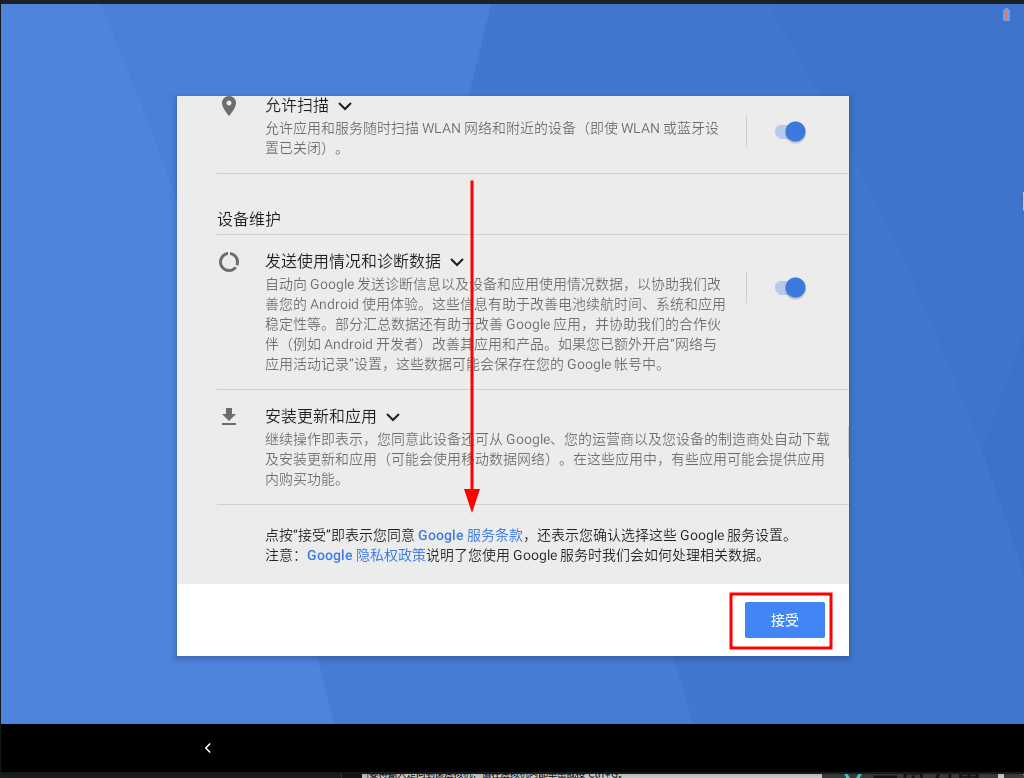 允许扫描
允许应用和服务随时扫描 WLAN 网络和附近的设备（即使 WLAN 或蓝牙设
置已关闭）。
设备维护
发送使用情况和诊断数据
自动向 Google 发送诊断信息以及设备和应用使用情况数据，以协助我们改
善您的 Android 使用体验。这些信息有助于改善电池续航时间、系统和应用
稳定性等。部分汇总数据还有助于改善 Google 应用，并协助我们的合作伙
伴（例如 Android 开发者）改善其应用和产品。如果您已额外开启“网络与
应用活动记录”设置，这些数据可能会保存在您的 Google 帐号中。
安装更新和应用
继续操作即表示，您同意此设备还可从 Google、您的运营商以及您设备的制造商处自动下载
及安装更新和应用（可能会使用移动数据网络）。在这些应用中，有些应用可能会提供应用
内购买功能。
点按“接受”即表示您同意 Google 服务条款，还表示您确认选择这些 Google 服务设置。
注意：Google 隐私权政策说明了您使用 Google 服务时我们会如何处理相关数据。
接受